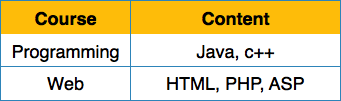 Course Content
Programming Java, c++
Web HTML, PHP, ASP